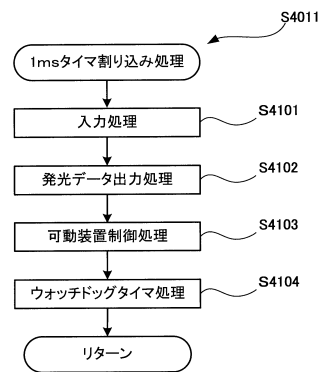 S4011
1msタイマ割り込み処理
入力処理
S4101
発光データ出力処理
S4102
可動装置制御処理
S4103
ウォッチドッグタイマ処理
S4104
リターン